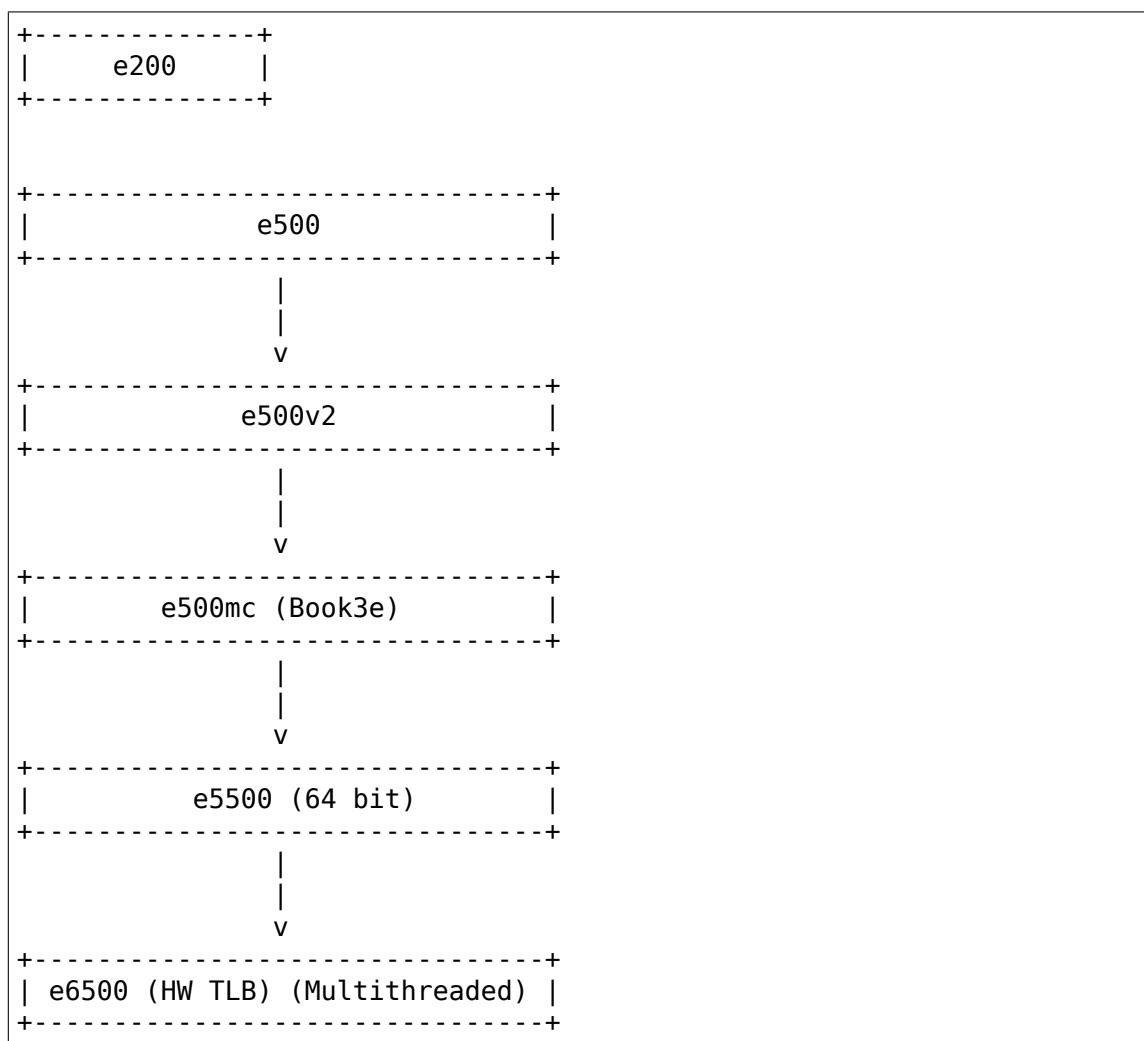 +--------------+
|     e200     |
+--------------+
+--------------------------------+
|              e500              |
+--------------------------------+
|
|
v
+--------------------------------+
|             e500v2             |
+--------------------------------+
|
|
v
+--------------------------------+
|        e500mc (Book3e)         |
+--------------------------------+
|
|
v
+--------------------------------+
|          e5500 (64 bit)        |
+--------------------------------+
|
|
v
+--------------------------------+
| e6500 (HW TLB) (Multithreaded) |
+--------------------------------+